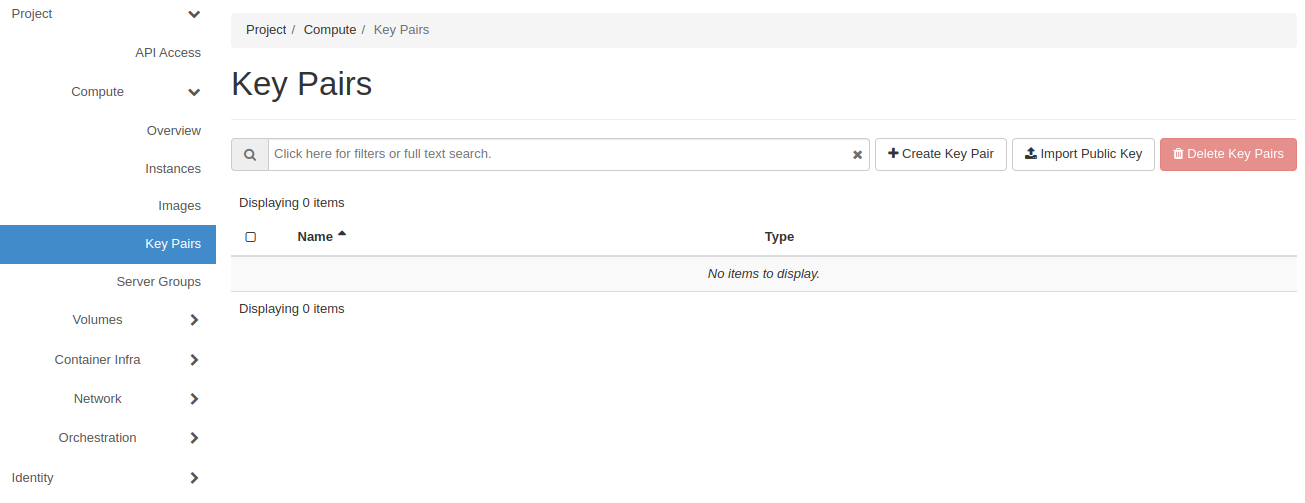 Project
API Access
Compute
Overview
Instances
Images
Key Pairs
Server Groups
Volumes
Container Infra
Network
Orchestration
Identity
Project / Compute / Key Pairs
Key Pairs
Click here for filters or full text search.
Create Key Pair
Import Public Key
Delete Key Pairs
Displaying 0 items
Name Type
No items to display.
Displaying 0 items